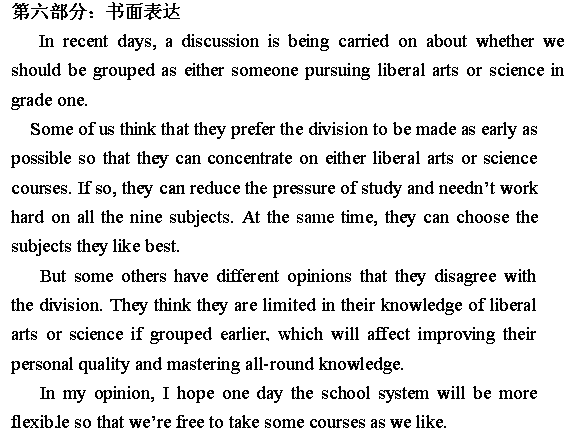 第六部分：书面表达
In recent days, a discussion is being carried on about whether we
should be grouped as either someone pursuing liberal arts or science in
grade one.
Some of us think that they prefer the division to be made as early as
possible so that they can concentrate on either liberal arts or science
courses. If so, they can reduce the pressure of study and needn't work
hard on all the nine subjects. At the same time, they can choose the
subjects they like best.
But some others have different opinions that they disagree with
the division. They think they are limited in their knowledge of liberal
arts or science if grouped earlier, which will affect improving their
personal quality and mastering all-round knowledge.
In my opinion, I hope one day the school system will be more
flexible so that we're free to take some courses as we like.